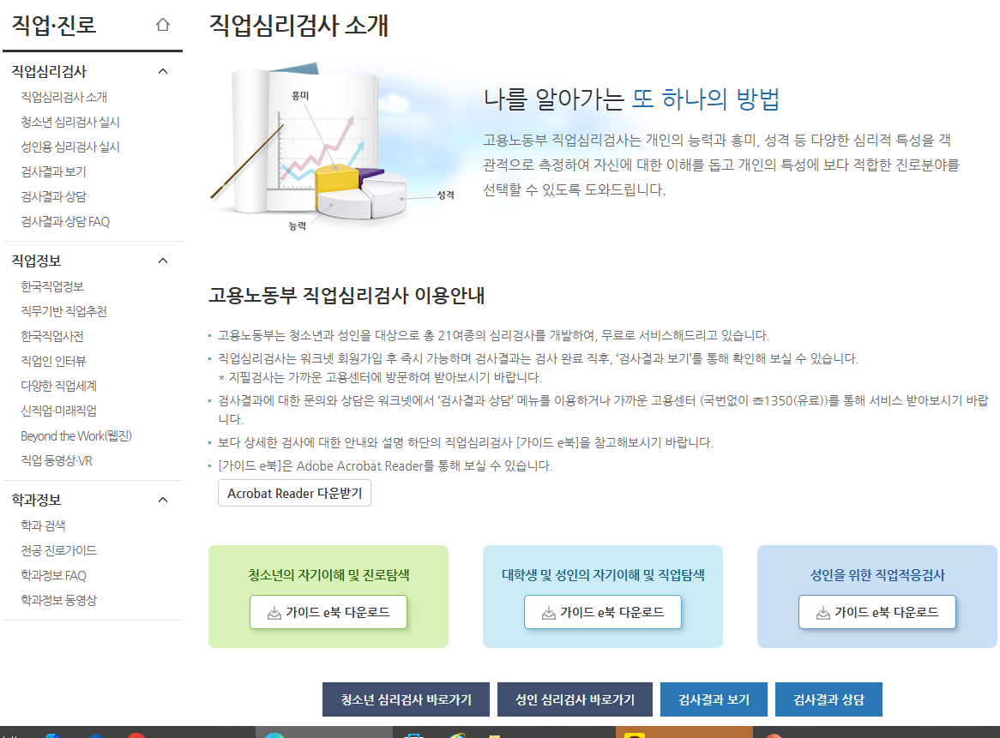 직업·진로
직업심리검사
직업심리검사 소개
청소년 심리검사 실시
성인용 심리검사 실시
검사결과 보기
검사결과 상담
검사결과 상담 FAQ
직업정보
한국직업정보
직무기반 직업추천
한국직업사전
직업인 인터뷰
다양한 직업세계
신직업·미래직업
Beyond the Work(웹진)
직업 동영상·VR
학과정보
학과 검색
전공 진로가이드
학과정보 FAQ
학과정보 동영상
직업심리검사 소개
흥미
성격
능력
나를 알아가는 또 하나의 방법
고용노동부 직업심리검사는 개인의 능력과 흥미, 성격 등 다양한 심리적 특성을 객
관적으로 측정하여 자신에 대한 이해를 돕고 개인의 특성에 보다 적합한 진로분야를
선택할 수 있도록 도와드립니다.
고용노동부 직업심리검사 이용안내
고용노동부는 청소년과 성인을 대상으로 총 21여종의 심리검사를 개발하여, 무료로 서비스해드리고 있습니다.
직업심리검사는 워크넷 회원가입 후 즉시 가능하며 검사결과는 검사 완료 직후, ‘검사결과 보기’를 통해 확인해 보실 수 있습니다.
* 지필검사는 가까운 고용센터에 방문하여 받아보시기 바랍니다.
검사결과에 대한 문의와 상담은 워크넷에서 ‘검사결과 상담’ 메뉴를 이용하거나 가까운 고용센터 (국번없이 ☎1350(유료))를 통해 서비스 받아보시기 바랍
니다.
보다 상세한 검사에 대한 안내와 설명 하단의 직업심리검사 [가이드 e북]을 참고해보시기 바랍니다.
[가이드 e북]은 Adobe Acrobat Reader를 통해 보실 수 있습니다.
Acrobat Reader 다운받기
청소년의 자기이해 및 진로탐색
가이드 e북 다운로드
대학생 및 성인의 자기이해 및 직업탐색
가이드 e북 다운로드
성인을 위한 직업적응검사
가이드 e북 다운로드
청소년 심리검사 바로가기
성인 심리검사 바로가기
검사결과 보기
검사결과 상담